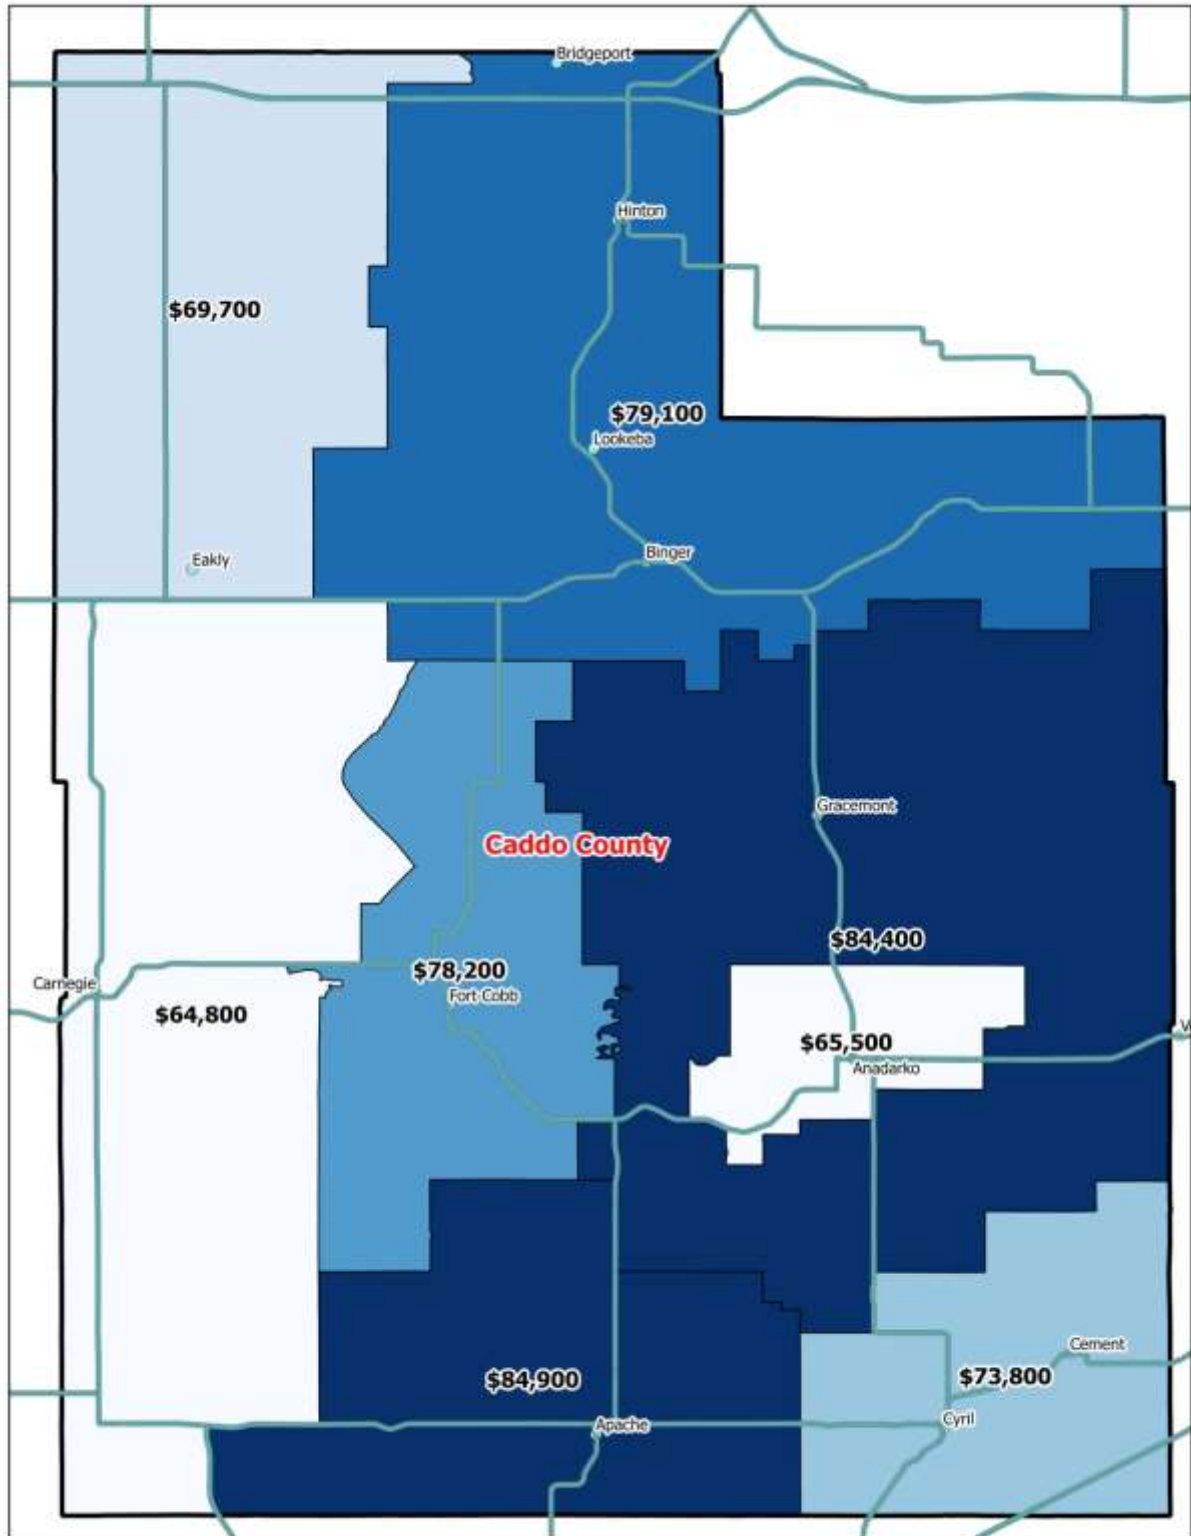 Bridgeport
Hinton
$69,700
$79,100
Lookeba
Binger
Eakly
Gracemont
Caddo County
$84,400
$78,200
Carnegie
Fort Cobb
$64,800
V
$65,500
Anadarko
Cement
$73,800
$84,900
Cyril
Apache